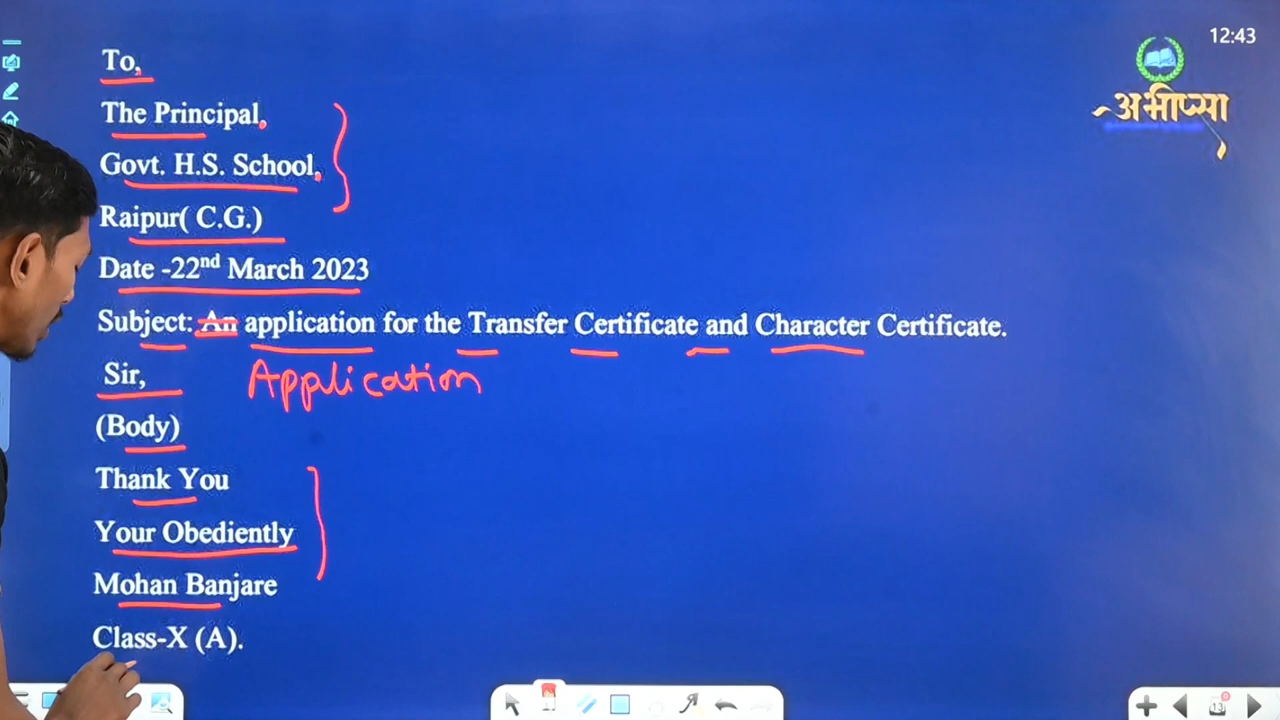 12:43
अभीप्सा
To,
The Principal,
Govt. H.S. School,
Raipur( C.G.)
Date -22nd March 2023
Subject: An application for the Transfer Certificate and Character Certificate.
Sir,
Application
(Body)
Thank You
Your Obediently
Mohan Banjare
Class-X (A).
13